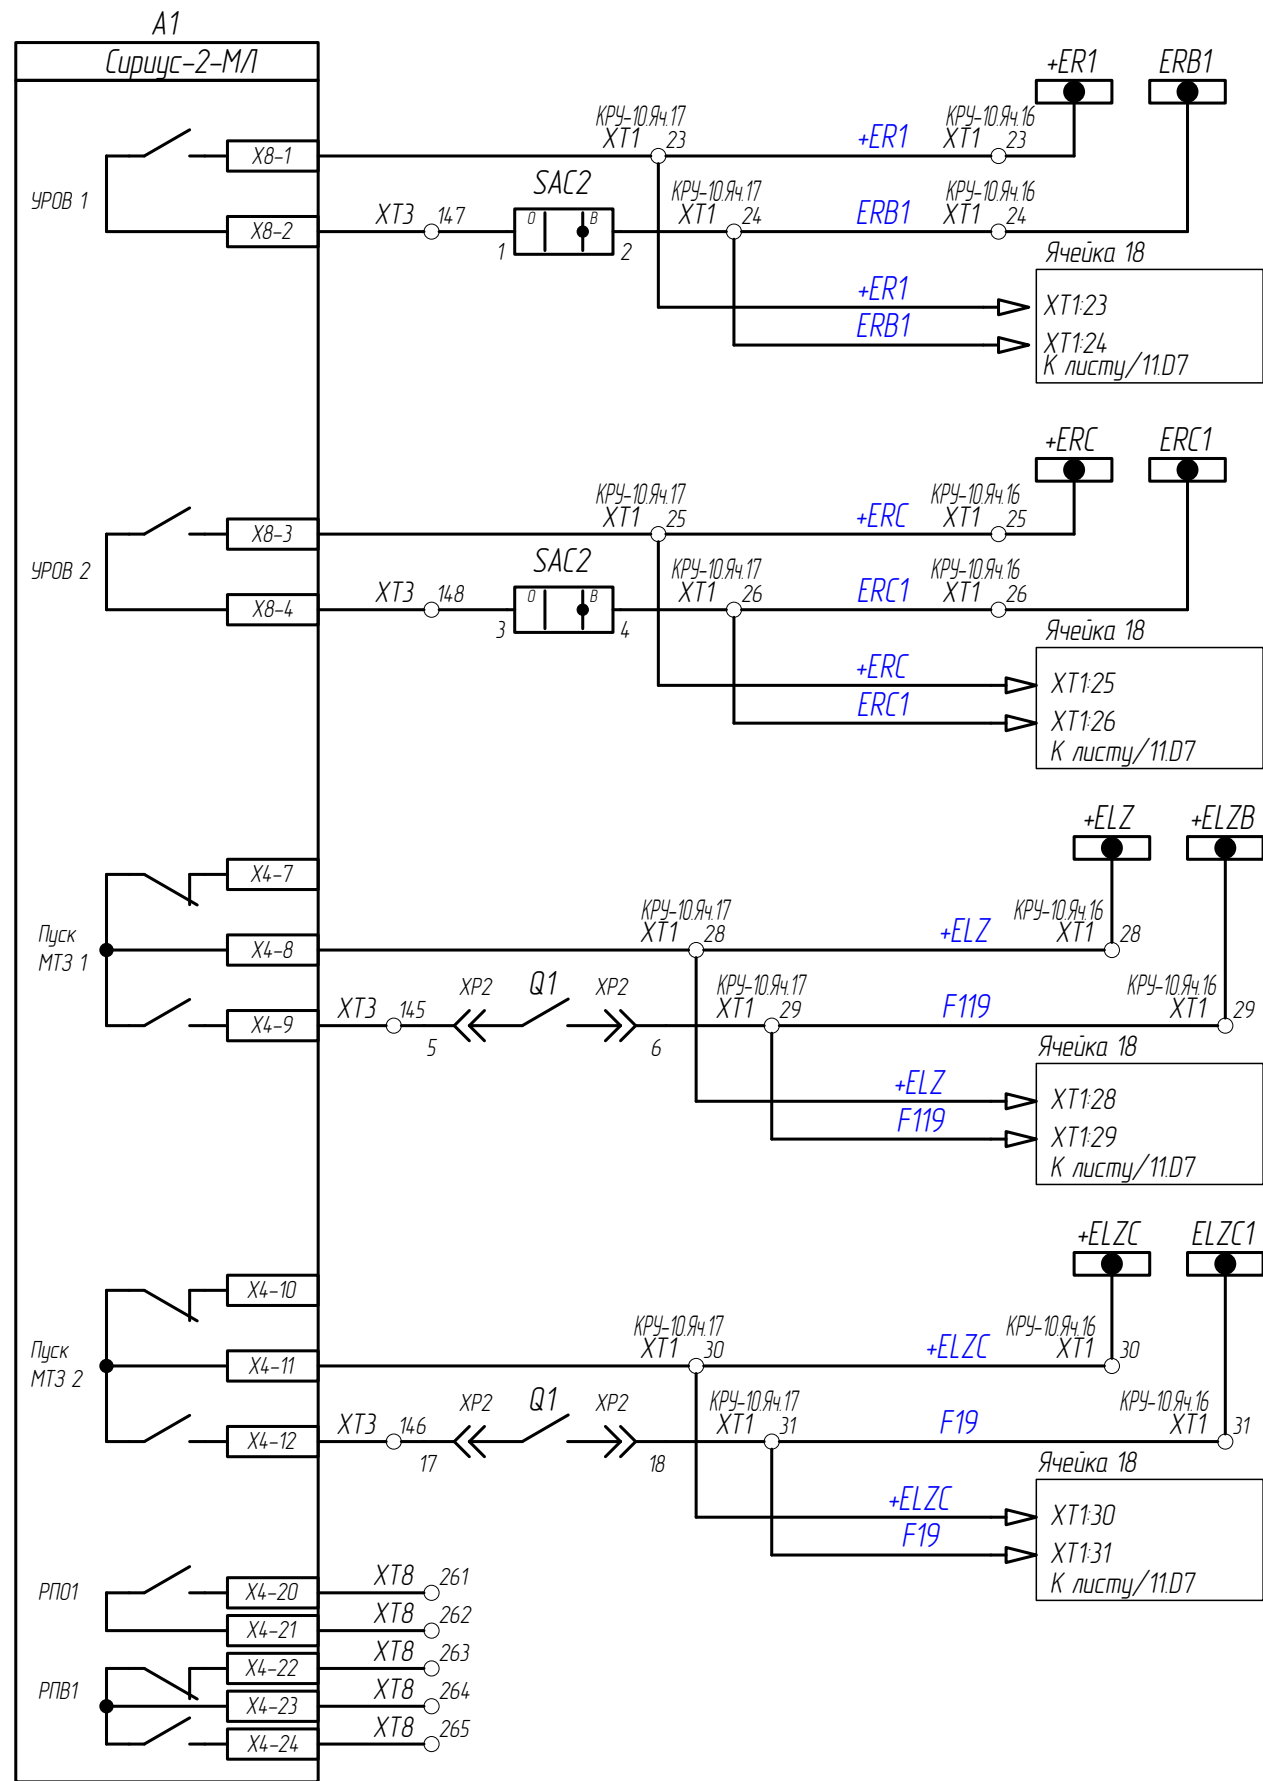 A1
Сириус-2-МЛ
+ER1
ERB1
КРУ-10.Яч.17
XT1
23
+ER1
КРУ-10.Яч.16
XT1
23
X8-1
УРОВ 1
X8-2
XT3
147
SAC2
0
B
1
2
КРУ-10.Яч.17
XT1
24
ERB1
КРУ-10.Яч.16
XT1
24
Ячейка 18
+ER1
XT1:23
ERB1
XT1:24
К листу/11.D7
+ERC
ERC1
КРУ-10.Яч.17
XT1
25
+ERC
КРУ-10.Яч.16
XT1
25
X8-3
УРОВ 2
X8-4
XT3
148
SAC2
0
B
3
4
КРУ-10.Яч.17
XT1
26
ERC1
КРУ-10.Яч.16
XT1
26
Ячейка 18
+ERC
XT1:25
ERC1
XT1:26
К листу/11.D7
+ELZ
+ELZB
X4-7
Пуск
МТЗ 1
X4-8
КРУ-10.Яч.17
XT1
28
+ELZ
КРУ-10.Яч.16
XT1
28
X4-9
XT3
145
XP2
5
Q1
XP2
6
КРУ-10.Яч.17
XT1
29
F119
КРУ-10.Яч.16
XT1
29
Ячейка 18
+ELZ
XT1:28
F119
XT1:29
К листу/11.D7
+ELZC
ELZC1
X4-10
Пуск
МТЗ 2
X4-11
КРУ-10.Яч.17
XT1
30
+ELZC
КРУ-10.Яч.16
XT1
30
X4-12
XT3
146
XP2
17
Q1
XP2
18
КРУ-10.Яч.17
XT1
31
F19
КРУ-10.Яч.16
XT1
31
Ячейка 18
+ELZC
XT1:30
F19
XT1:31
К листу/11.D7
РПО1
X4-20
XT8
261
X4-21
XT8
262
РПВ1
X4-22
XT8
263
X4-23
XT8
264
X4-24
XT8
265